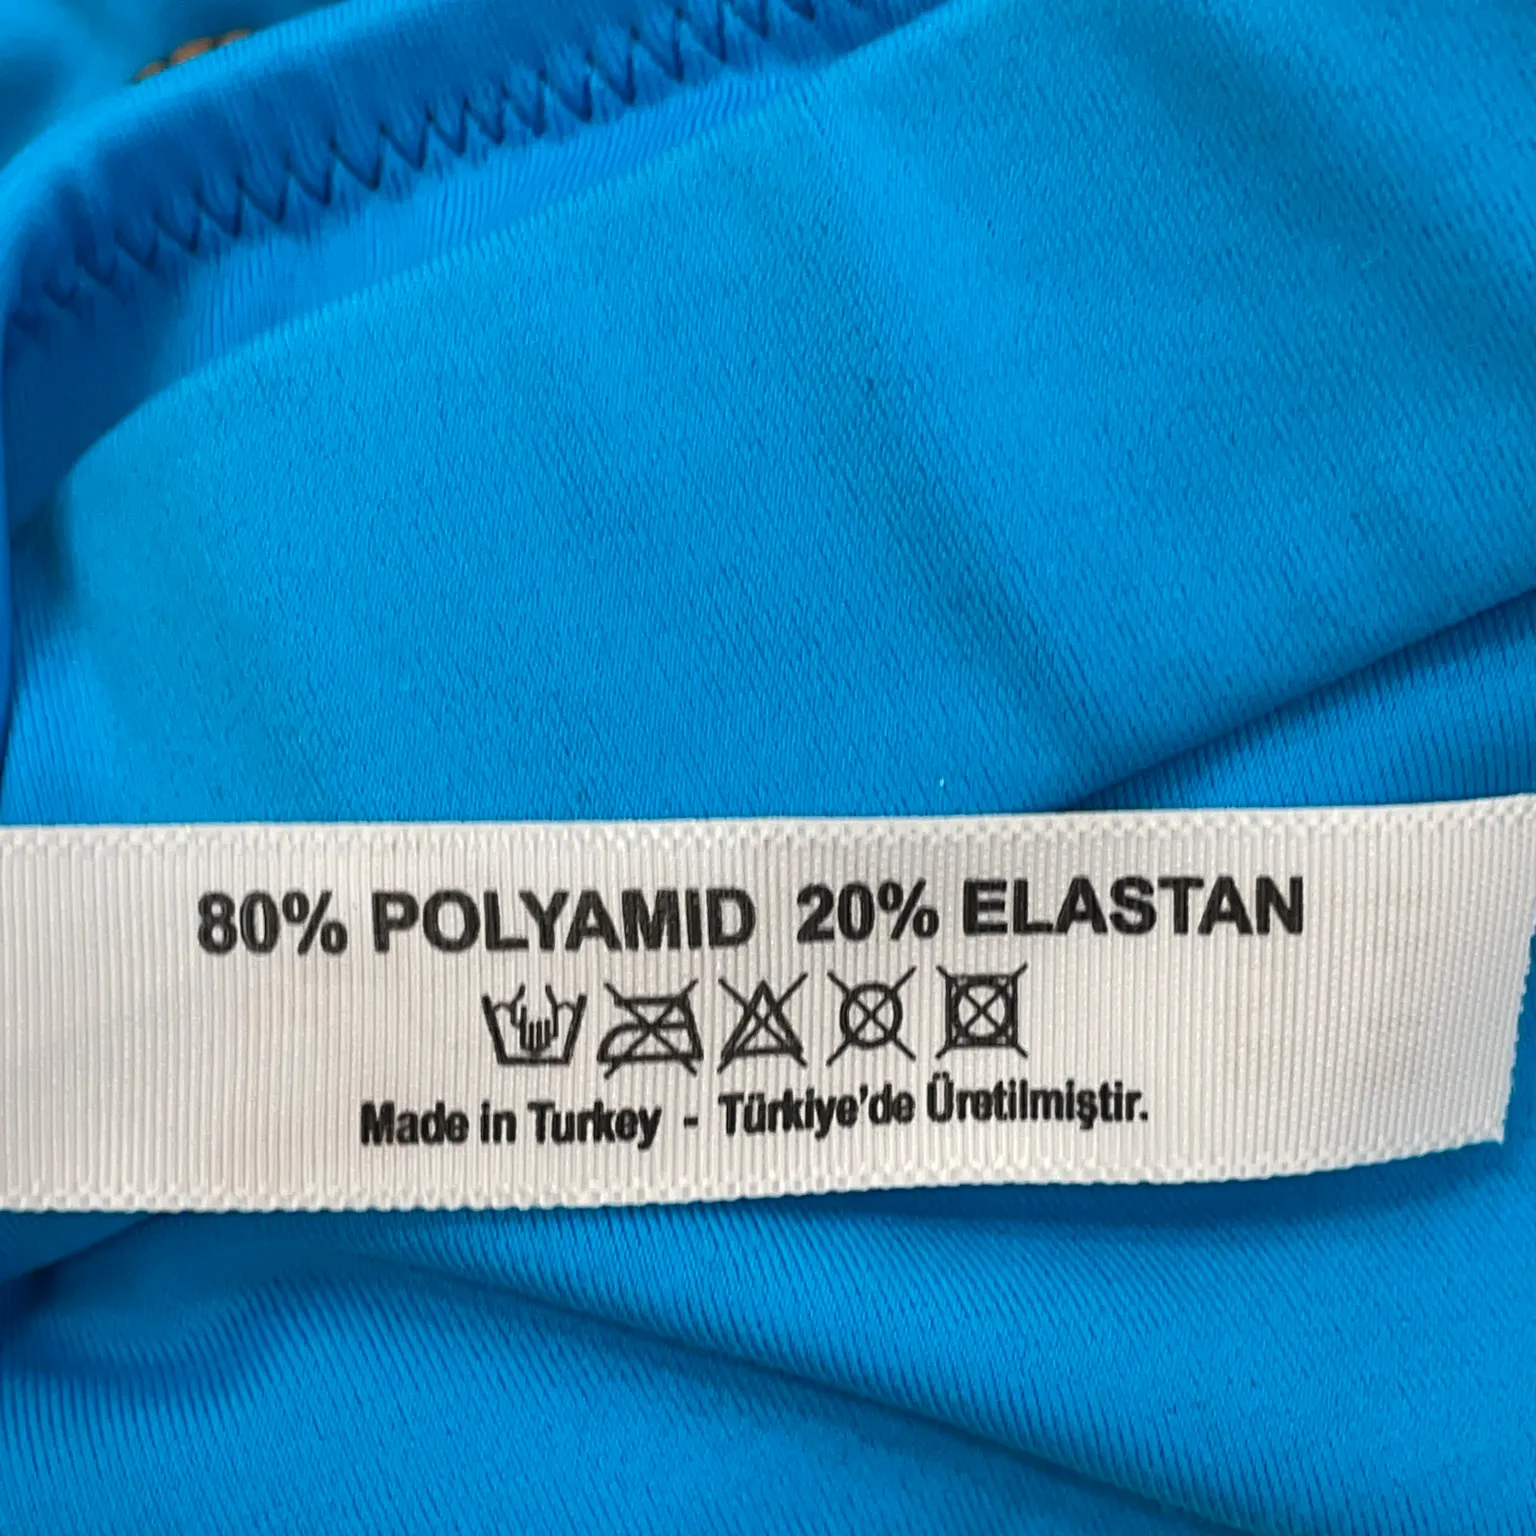 80% POLYAMID 20% ELASTAN
Made in Turkey - Türkiye'de Üretilmiştir.